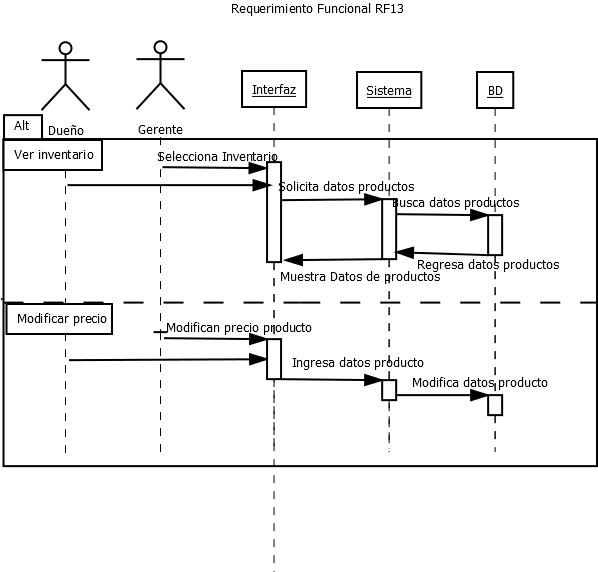 Requerimiento Funcional RF13
Interfaz
Sistema
BD
Alt
Dueño
Gerente
Ver inventario
Selecciona Inventario
Solicita datos productos
Busca datos productos
Regresa datos productos
Muestra Datos de productos
Modificar precio
Modifican precio producto
Ingresa datos producto
Modifica datos producto